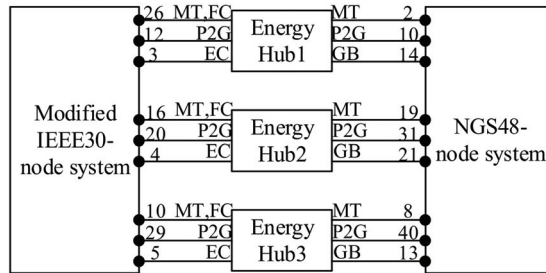 26 MT,FC Energy MT 2
12 P2G Hub1 P2G 10
3 EC GB 14
Modified
IEEE30-
node system
16 MT,FC Energy MT 19
20 P2G Hub2 P2G 31
4 EC GB 21
NGS48-
node system
10 MT,FC Energy MT 8
29 P2G Hub3 P2G 40
5 EC GB 13